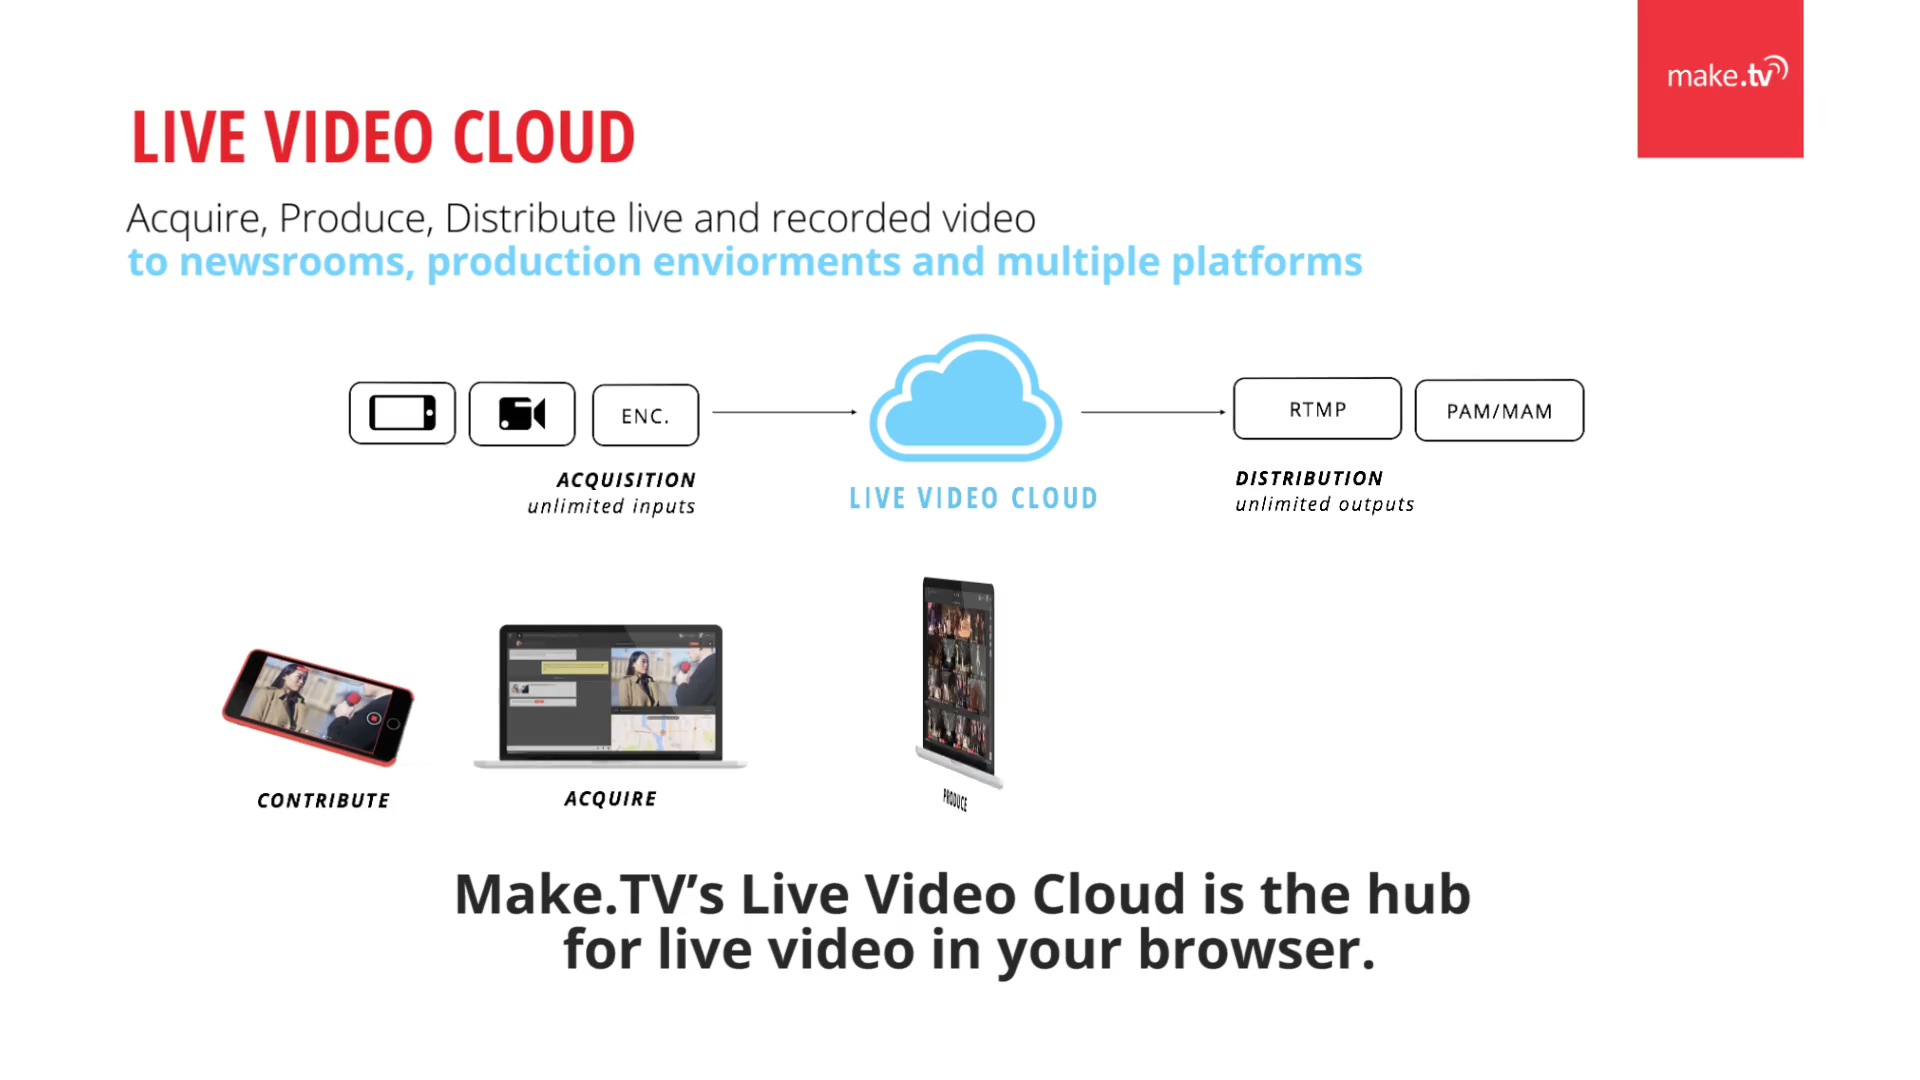 make.tv
LIVE VIDEO CLOUD
Acquire, Produce, Distribute live and recorded video
to newsrooms, production enviorments and multiple platforms
ENC.
RTMP
PAM/MAM
ACQUISITION
unlimited inputs
LIVE VIDEO CLOUD
DISTRIBUTION
unlimited outputs
CONTRIBUTE
ACQUIRE
PRODUCE
Make.TV’s Live Video Cloud is the hub
for live video in your browser.